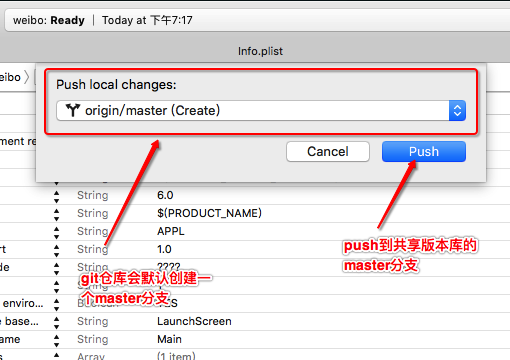 weibo: Ready | Today at 下午7:17
Info.plist
eibo
Push local changes:
origin/master (Create)
Cancel
Push
ment re
String 6.0
String $(PRODUCT_NAME)
String APPL
rt String 1.0
de String ????
git仓库会默认创建一
个master分支
push到共享版本库的
master分支
enviro... YES
base... String LaunchScreen
ame String Main
s Array (1 item)